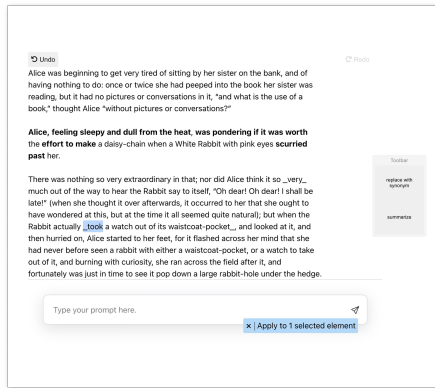 Undo
Redo
Alice was beginning to get very tired of sitting by her sister on the bank, and of
having nothing to do: once or twice she had peeped into the book her sister was
reading, but it had no pictures or conversations in it, “and what is the use of a
book,” thought Alice “without pictures or conversations?”
Alice, feeling sleepy and dull from the heat, was pondering if it was worth
the effort to make a daisy-chain when a White Rabbit with pink eyes scurried
past her.
Toolbar
replace with
synonym
summarize
There was nothing so very extraordinary in that; nor did Alice think it so _very_
much out of the way to hear the Rabbit say to itself, “Oh dear! Oh dear! I shall be
late!” (when she thought it over afterwards, it occurred to her that she ought to
have wondered at this, but at the time it all seemed quite natural); but when the
Rabbit actually _took a watch out of its waistcoat-pocket_, and looked at it, and
then hurried on, Alice started to her feet, for it flashed across her mind that she
had never before seen a rabbit with either a waistcoat-pocket, or a watch to take
out of it, and burning with curiosity, she ran across the field after it, and
fortunately was just in time to see it pop down a large rabbit-hole under the hedge.
Type your prompt here.
× | Apply to 1 selected element